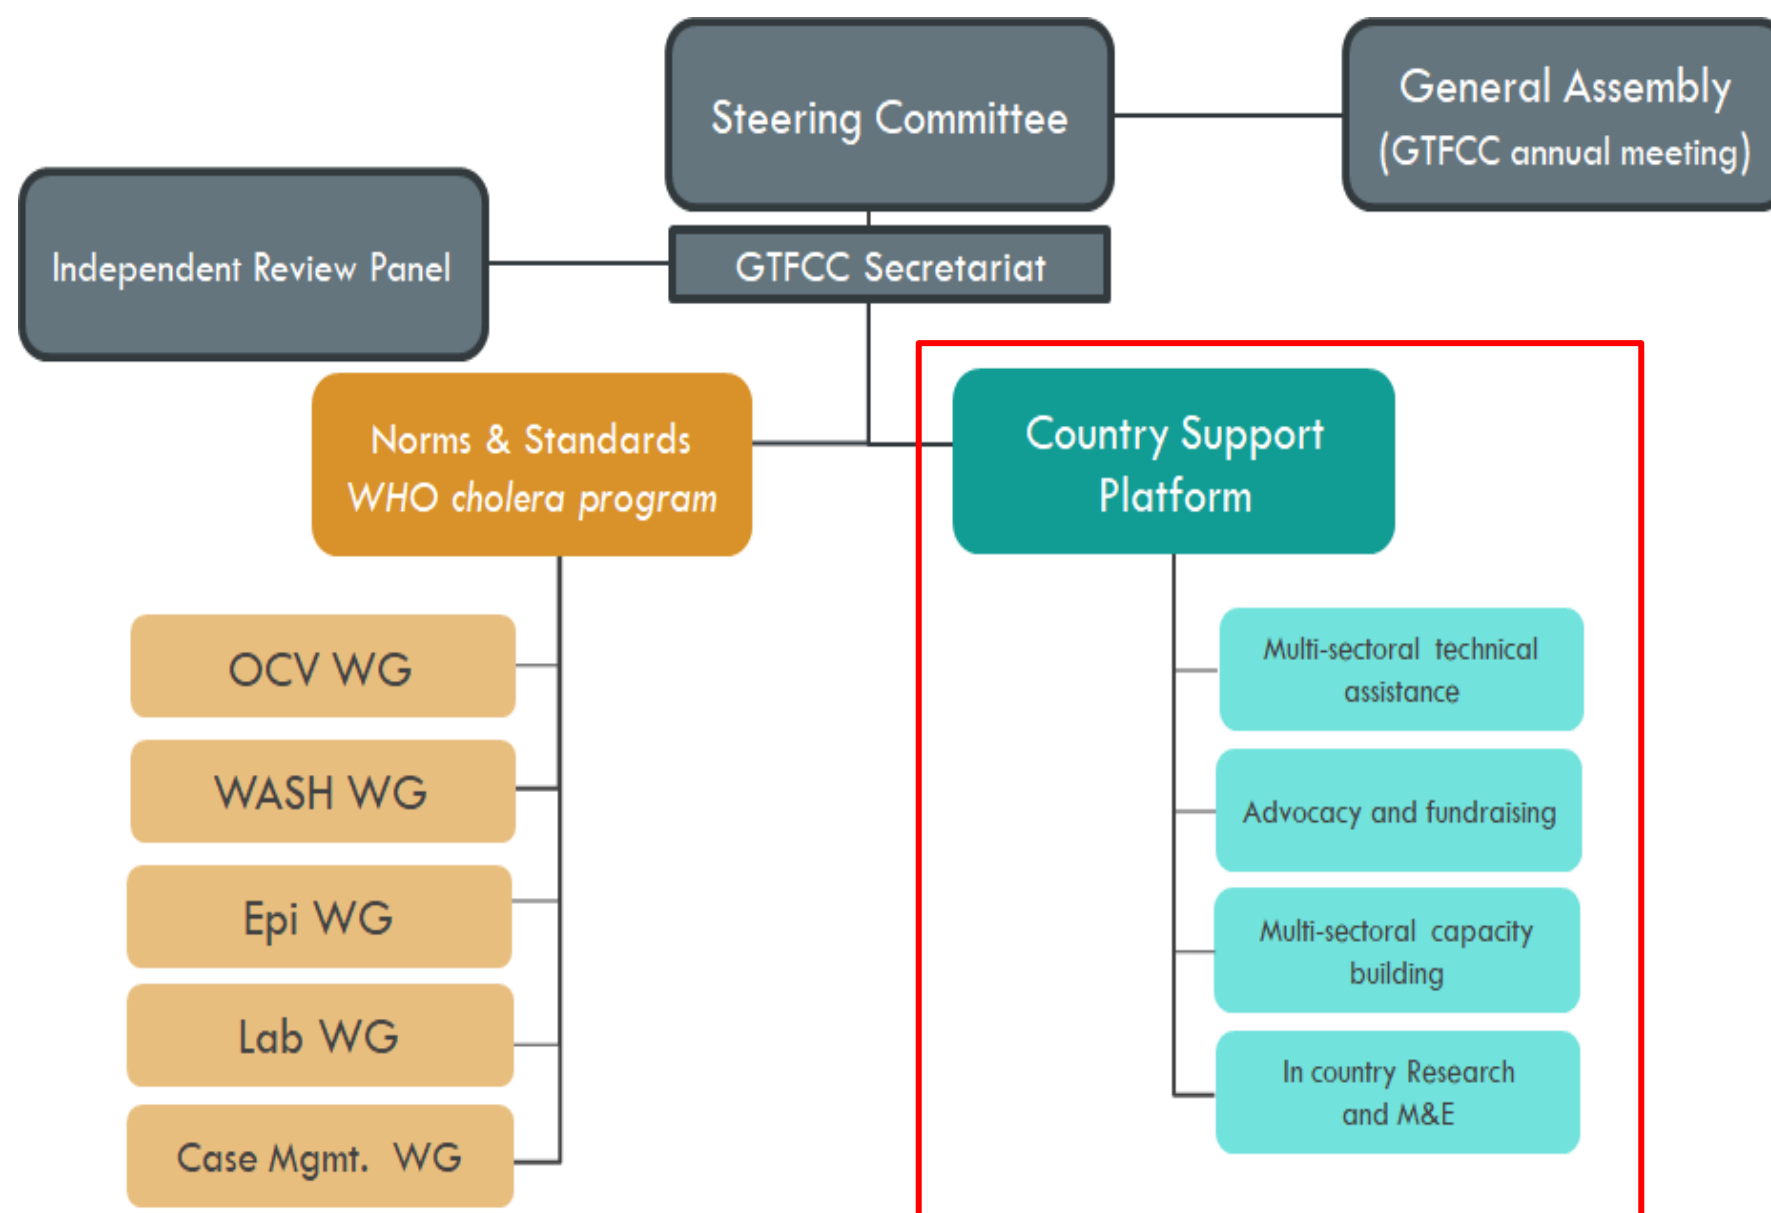 Steering Committee
General Assembly
(GTFCC annual meeting)
Independent Review Panel
GTFCC Secretariat
Norms & Standards
WHO cholera program
Country Support
Platform
OCV WG
WASH WG
Epi WG
Lab WG
Case Mgmt. WG
Multi-sectoral technical
assistance
Advocacy and fundraising
Multi-sectoral capacity
building
In country Research
and M&E